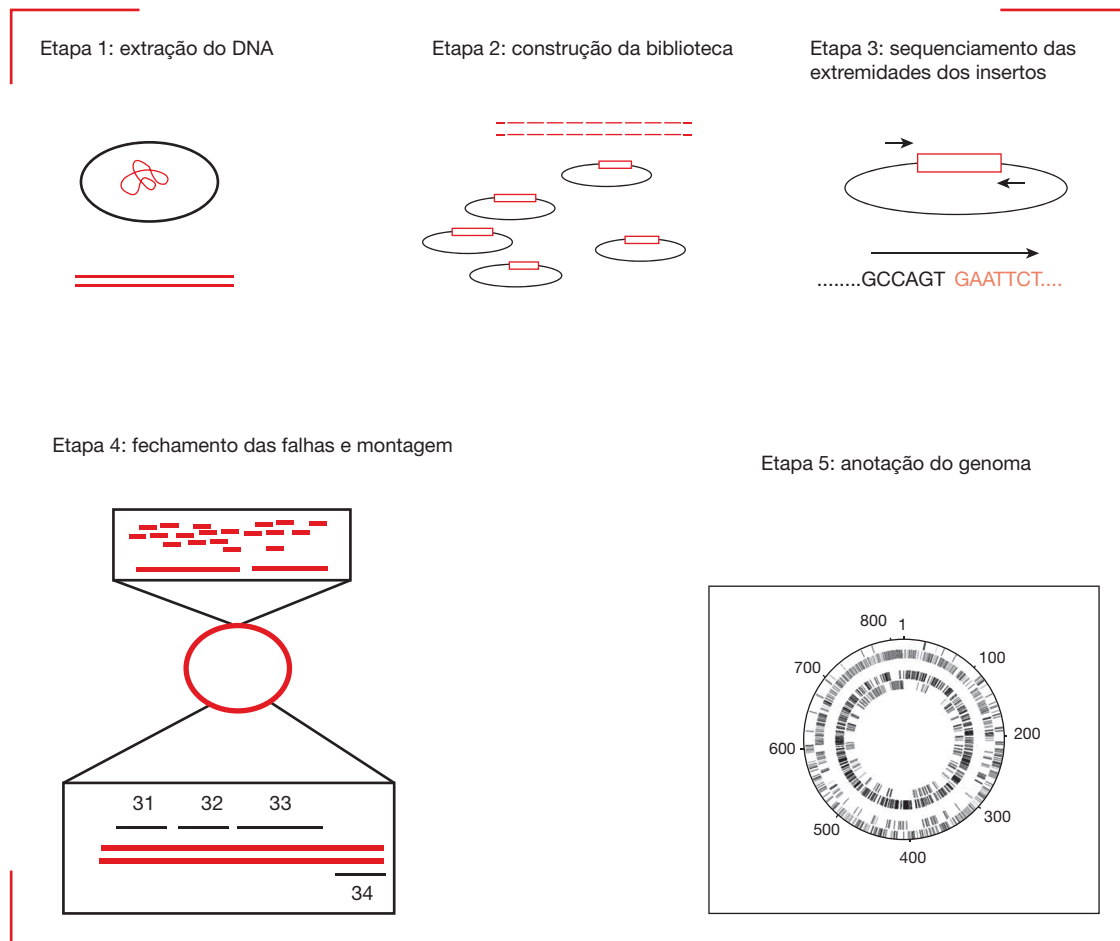 Etapa 1: extração do DNA
Etapa 2: construção da biblioteca
Etapa 3: sequenciamento das
extremidades dos insertos
........GCCAGT GAATTCT....
Etapa 4: fechamento das falhas e montagem
31 32 33
34
Etapa 5: anotação do genoma
800 1
100
700
200
600
300
500
400